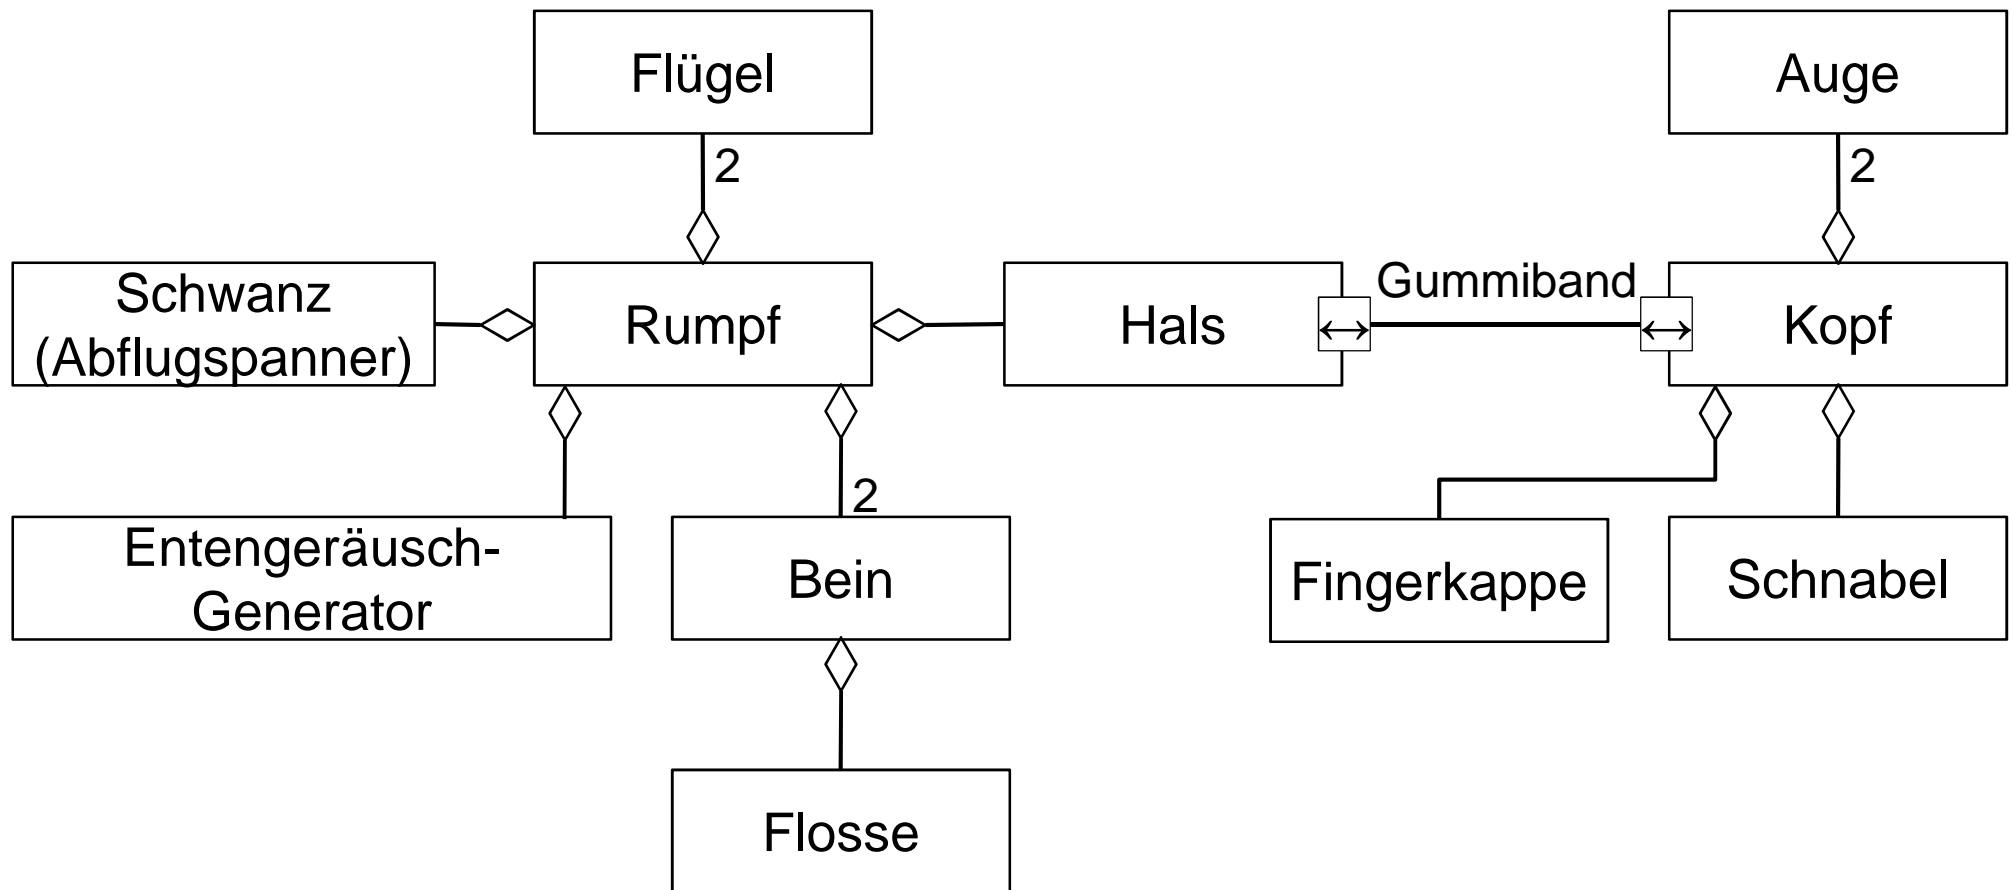 Flügel
Auge
2
2
Schwanz
(Abflugspanner)
Rumpf
Hals
Gummiband
Kopf
2
Entengeräusch-
Generator
Bein
Fingerkappe
Schnabel
Flosse